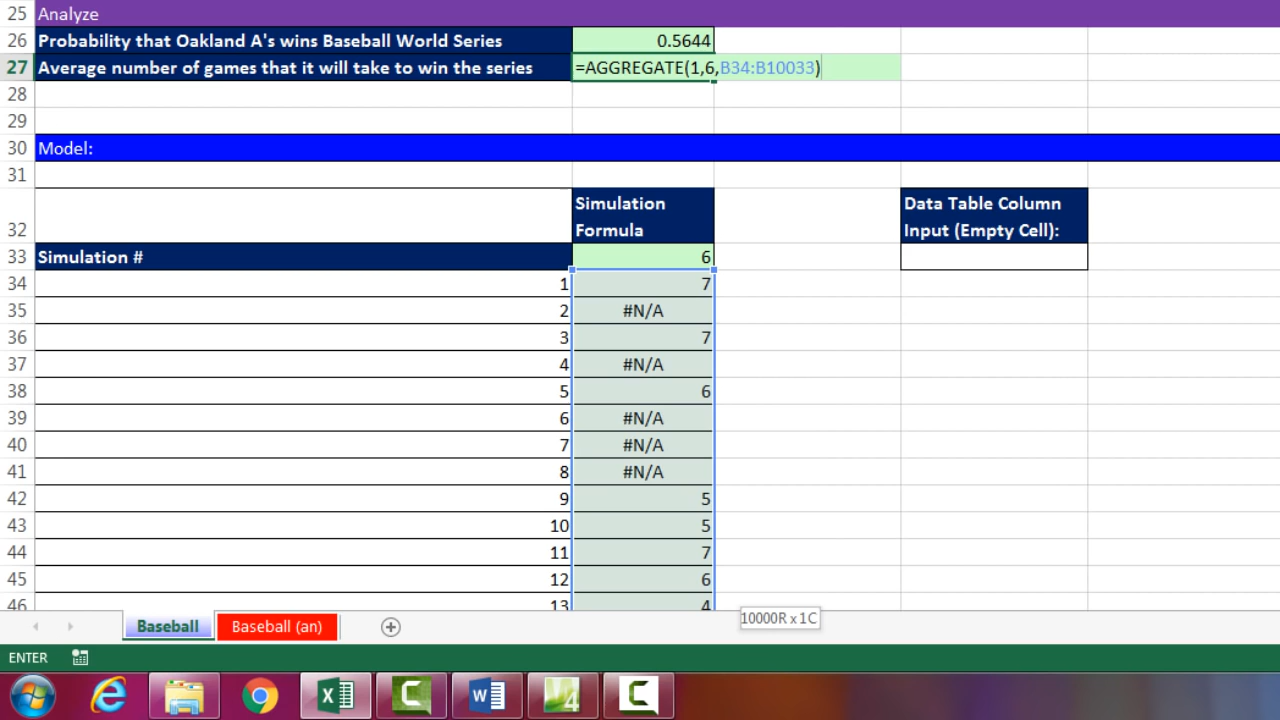 25 Analyze
26 Probability that Oakland A's wins Baseball World Series 0.5644
27 Average number of games that it will take to win the series =AGGREGATE(1,6,B34:B10033)
28
29
30 Model:
31
32 Simulation Formula Data Table Column Input (Empty Cell):
33 Simulation # 6
34 1 7
35 2 #N/A
36 3 7
37 4 #N/A
38 5 6
39 6 #N/A
40 7 #N/A
41 8 #N/A
42 9 5
43 10 5
44 11 7
45 12 6
46 13 4
10000R x 1C
Baseball Baseball (an)
ENTER